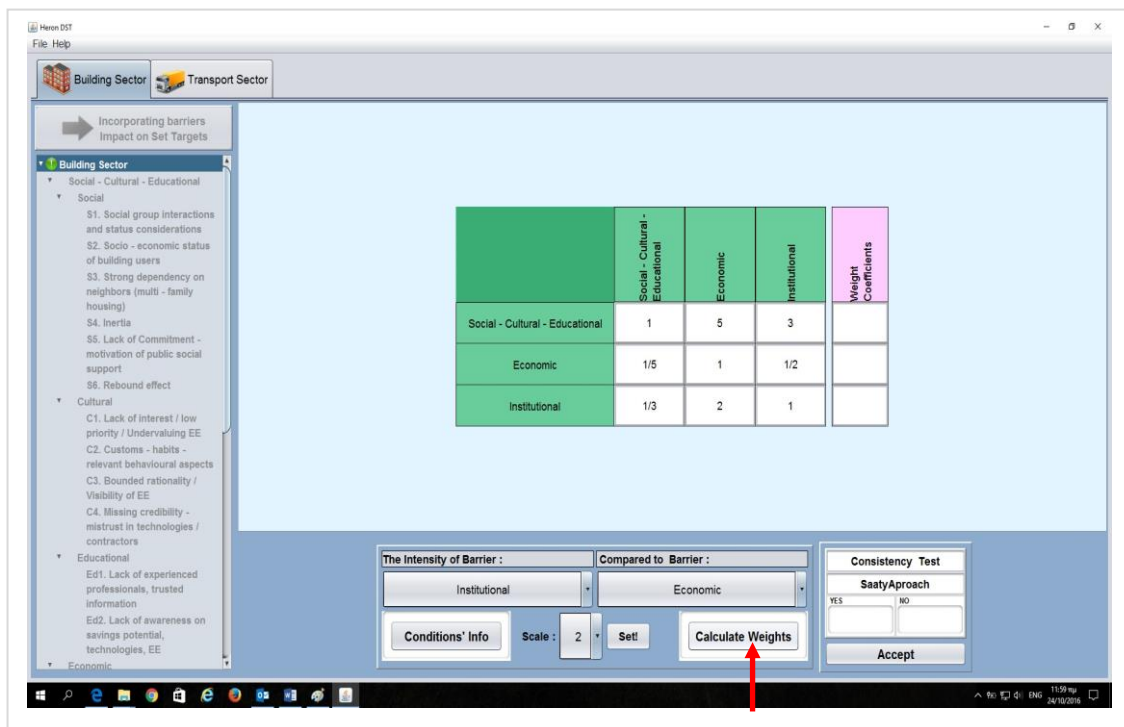 Heron DST
File Help
Building Sector
Transport Sector
Incorporating barriers
Impact on Set Targets
Building Sector
Social - Cultural - Educational
Social
S1. Social group interactions
and status considerations
S2. Socio - economic status
of building users
S3. Strong dependency on
neighbors (multi - family
housing)
S4. Inertia
S5. Lack of Commitment -
motivation of public social
support
S6. Rebound effect
Cultural
C1. Lack of interest / low
priority / Undervaluing EE
C2. Customs - habits -
relevant behavioural aspects
C3. Bounded rationality /
Visibility of EE
C4. Missing credibility -
mistrust in technologies /
contractors
Educational
Ed1. Lack of experienced
professionals, trusted
information
Ed2. Lack of awareness on
savings potential,
technologies, EE
Economic
Social - Cultural -
Educational
Economic
Institutional
Weight
Coefficients
Social - Cultural - Educational 1 5 3
Economic 1/5 1 1/2
Institutional 1/3 2 1
The Intensity of Barrier : Compared to Barrier :
Institutional Economic
Conditions' Info Scale : 2 Set! Calculate Weights
Consistency Test
SaatyAproach
YES NO
Accept
ENG
11:59 πμ
24/10/2016